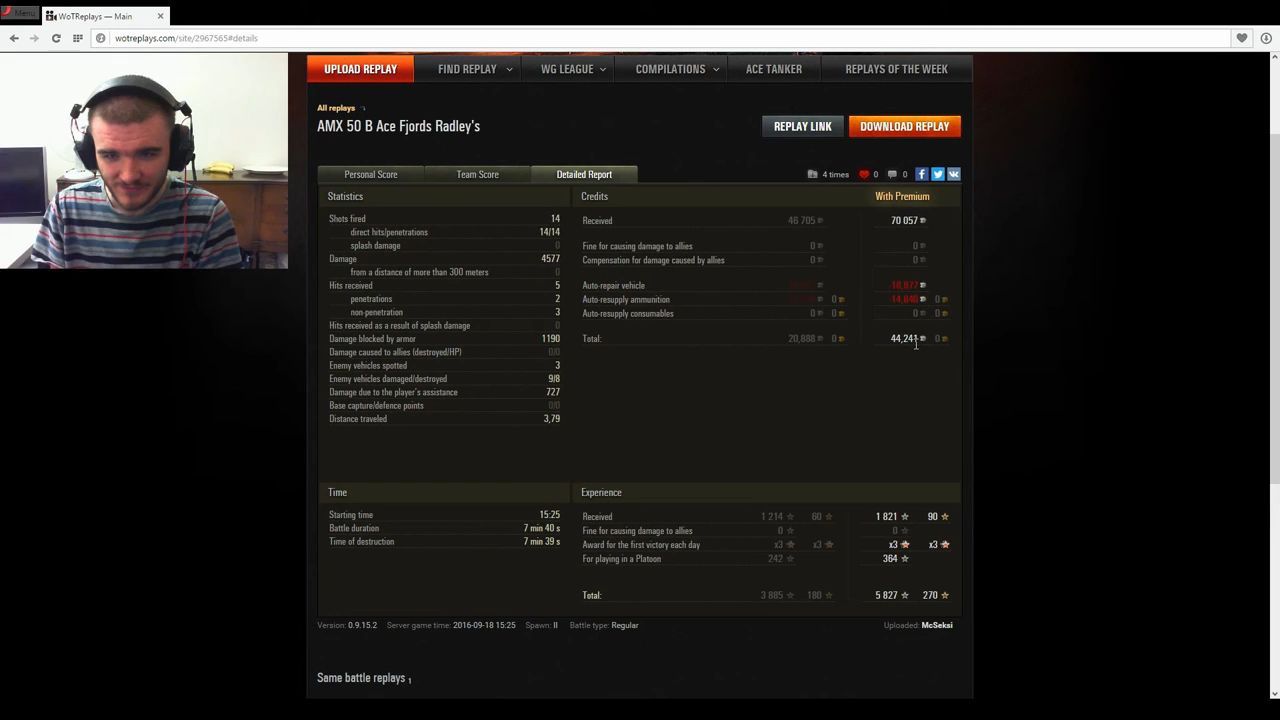 Menu
WoTReplays — Main
wotreplays.com/site/2967565#details
UPLOAD REPLAY FIND REPLAY WG LEAGUE COMPILATIONS ACE TANKER REPLAYS OF THE WEEK
All replays
AMX 50 B Ace Fjords Radley's
REPLAY LINK DOWNLOAD REPLAY
Personal Score Team Score Detailed Report 4 times 0 0
Statistics Credits With Premium
Shots fired 14 Received 46 705 70 057
direct hits/penetrations 14/14
splash damage 0 Fine for causing damage to allies 0 0
Damage 4577 Compensation for damage caused by allies 0 0
from a distance of more than 300 meters 0
Hits received 5 Auto-repair vehicle
penetrations 2 Auto-resupply ammunition 0 0
non-penetration 3 Auto-resupply consumables 0 0 0 0
Hits received as a result of splash damage 0
Damage blocked by armor 1190 Total: 20,888 0 44,241 0
Damage caused to allies (destroyed/HP) 0/0
Enemy vehicles spotted 3
Enemy vehicles damaged/destroyed 9/8
Damage due to the player's assistance 727
Base capture/defence points 0/0
Distance traveled 3,79
Time Experience
Starting time 15:25 Received 1 214 60 1 821 90
Battle duration 7 min 40 s Fine for causing damage to allies 0 0
Time of destruction 7 min 39 s Award for the first victory each day x3 x3 x3 x3
For playing in a Platoon 242 364
Total: 3 885 180 5 827 270
Version: 0.9.15.2 Server game time: 2016-09-18 15:25 Spawn: II Battle type: Regular Uploaded: McSeksi
Same battle replays 1